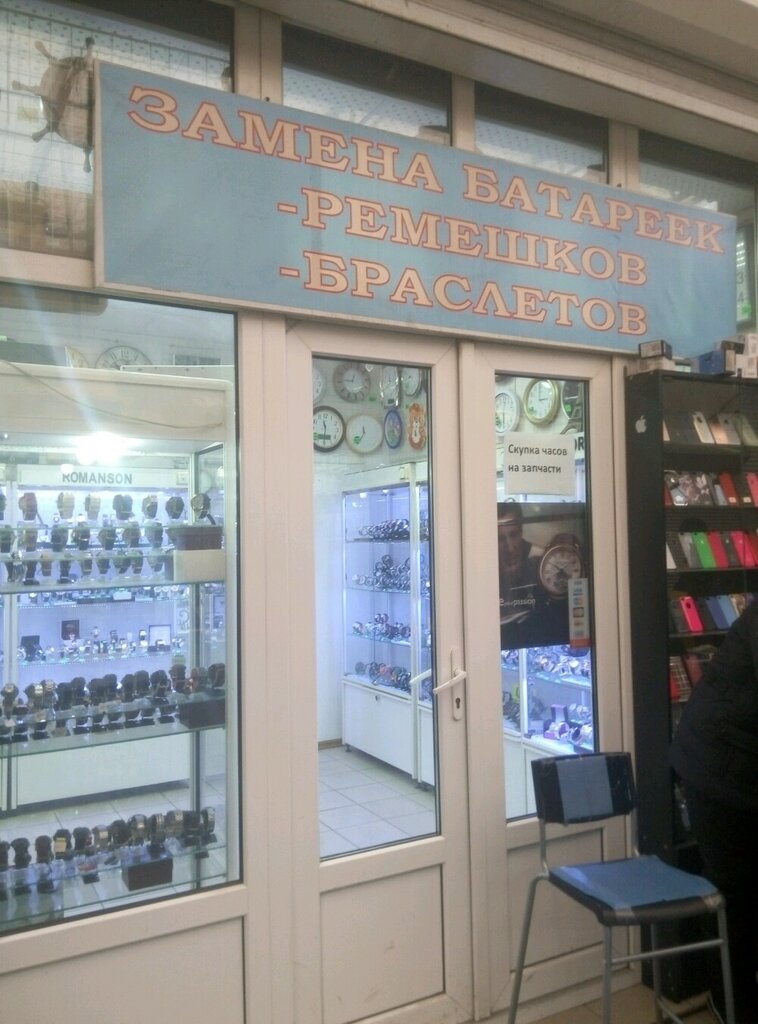 ЗАМЕНА БАТАРЕЕК
-РЕМЕШКОВ
-БРАСЛЕТОВ
ROMANSON
Скупка часов
на запчасти